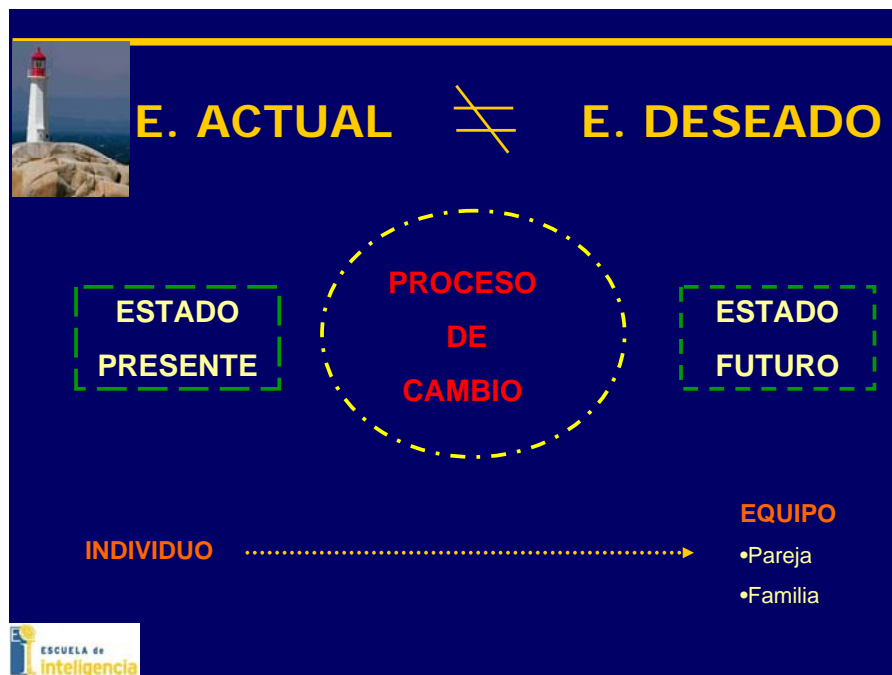 E. ACTUAL ≠ E. DESEADO
PROCESO
DE
CAMBIO
ESTADO
PRESENTE
ESTADO
FUTURO
INDIVIDUO
EQUIPO
•Pareja
•Familia
ESCUELA de
inteligencia